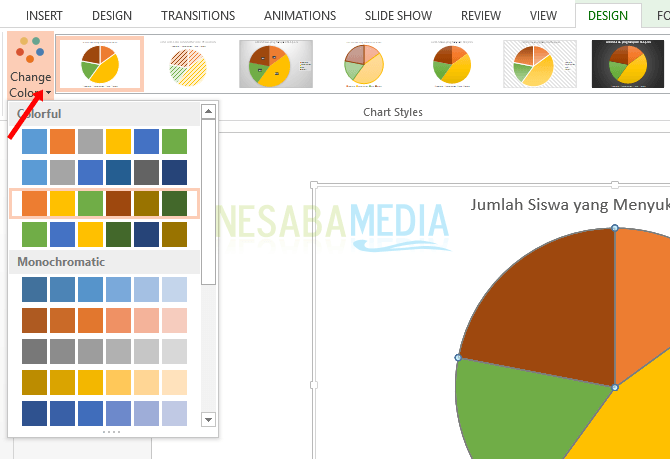 INSERT DESIGN TRANSITIONS ANIMATIONS SLIDE SHOW REVIEW VIEW DESIGN FO
Change
Colors
Chart Styles
Colorful
Monochromatic
Jumlah Siswa yang Menyuk
NESABAMEDIA